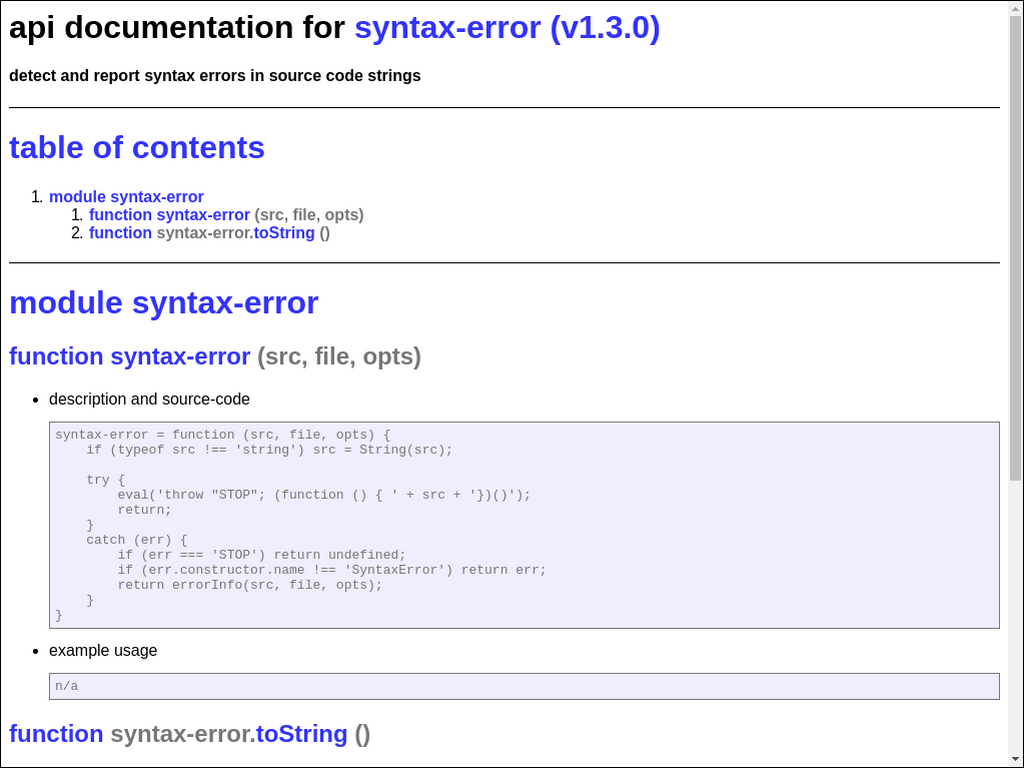 api documentation for syntax-error (v1.3.0)
detect and report syntax errors in source code strings
table of contents
1. module syntax-error
1. function syntax-error (src, file, opts)
2. function syntax-error.toString ()
module syntax-error
function syntax-error (src, file, opts)
• description and source-code
syntax-error = function (src, file, opts) {
    if (typeof src !== 'string') src = String(src);

    try {
        eval('throw "STOP"; (function () { ' + src + '})()');
        return;
    }
    catch (err) {
        if (err === 'STOP') return undefined;
        if (err.constructor.name !== 'SyntaxError') return err;
        return errorInfo(src, file, opts);
    }
}
• example usage
n/a
function syntax-error.toString ()